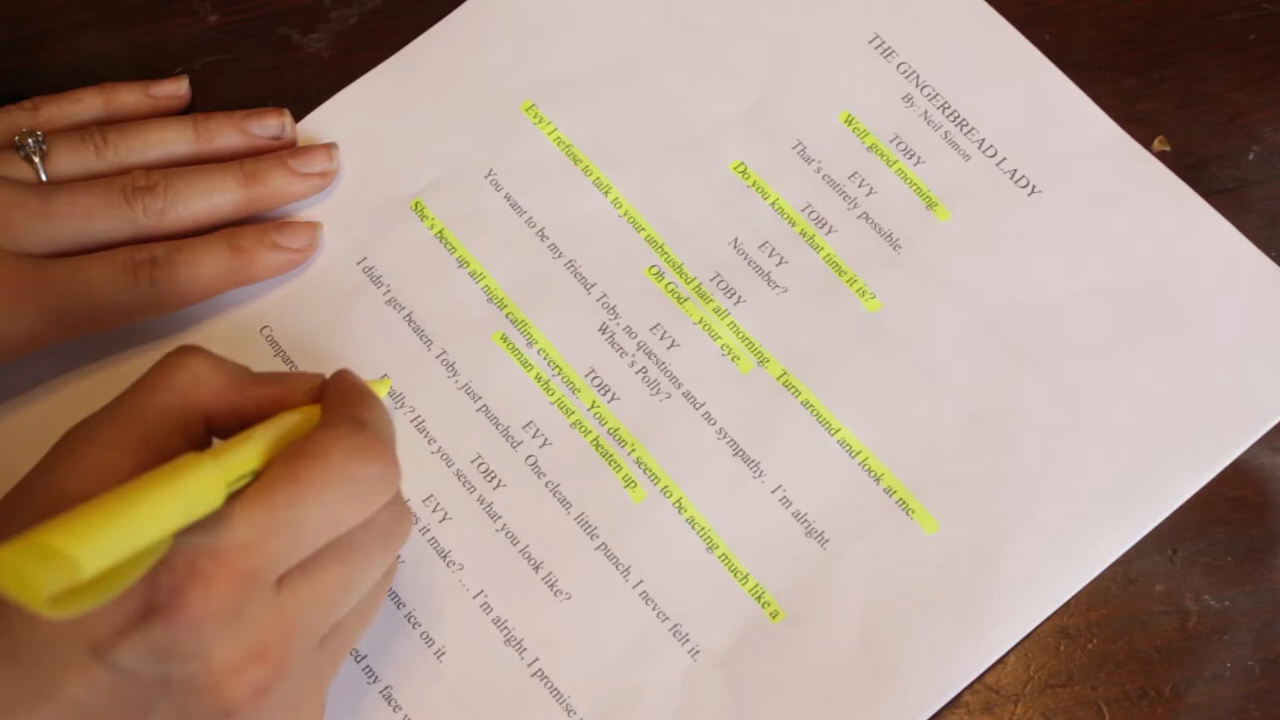 THE GINGERBREAD LADY
By: Neil Simon
TOBY
Well, good morning.
EVY
That's entirely possible.
TOBY
Do you know what time it is?
EVY
November?
TOBY
Evy! I refuse to talk to your unbrushed hair all morning. Turn around and look at me.
Oh God... your eye.
EVY
You want to be my friend, Toby, no questions and no sympathy. I'm alright.
Where's Polly?
TOBY
She's been up all night calling everyone. You don't seem to be acting much like a
woman who just got beaten up.
EVY
I didn't get beaten, Toby, just punched. One clean, little punch, I never felt it.
TOBY
Really? Have you seen what you look like?
EVY
Compare it make? ... I'm alright, I promise
ome ice on it.
ed my face